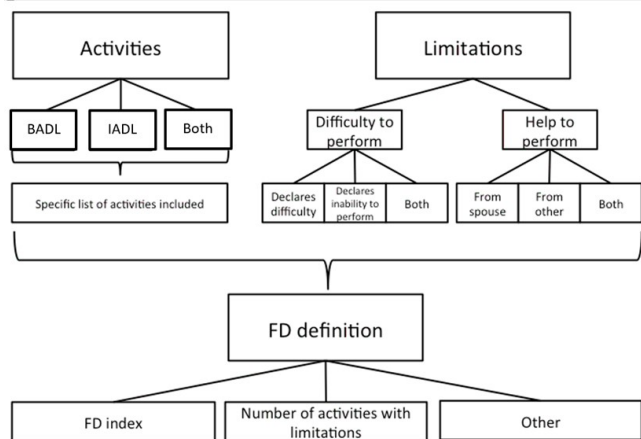 Activities
Limitations
BADL
IADL
Both
Difficulty to
perform
Help to
perform
Specific list of activities included
Declares
difficulty
Declares
inability to
perform
Both
From
spouse
From
other
Both
FD definition
FD index
Number of activities with
limitations
Other